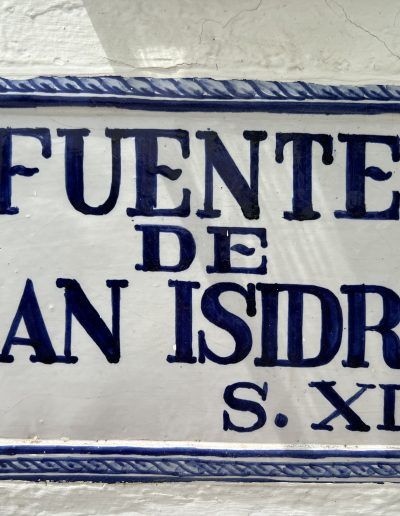 FUENTE
DE
AN ISIDR
S. XI